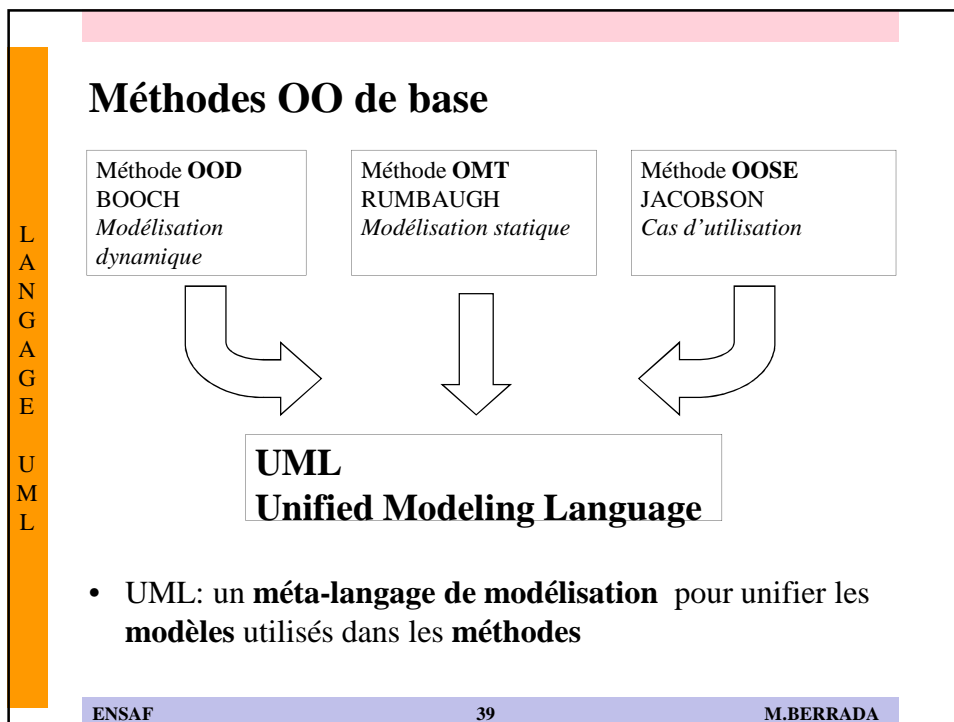 Méthodes OO de base
Méthode OOD
BOOCH
Modélisation
dynamique
Méthode OMT
RUMBAUGH
Modélisation statique
Méthode OOSE
JACOBSON
Cas d'utilisation
LANGAGE UML
UML
Unified Modeling Language
• UML: un méta-langage de modélisation pour unifier les
modèles utilisés dans les méthodes
ENSAF 39 M.BERRADA